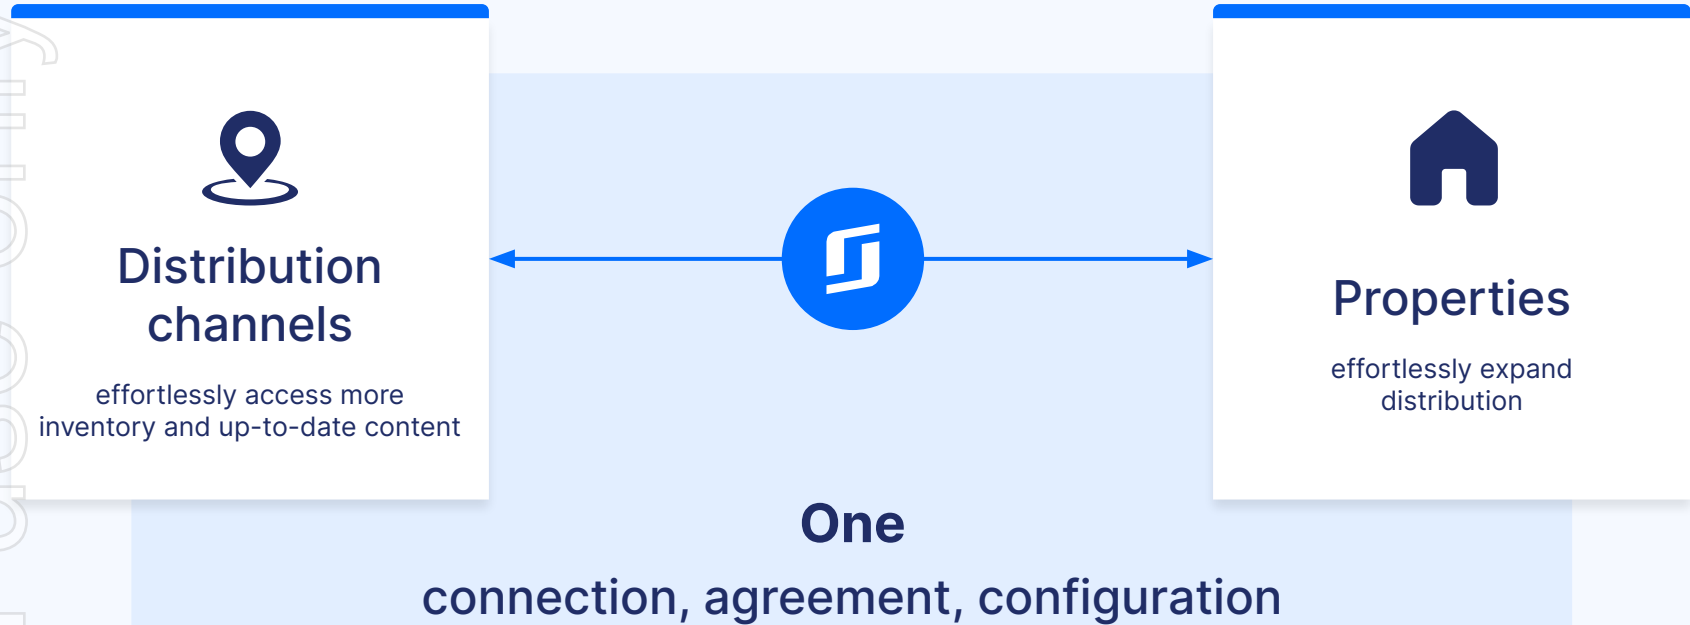 Distribution
channels
effortlessly access more
inventory and up-to-date content
Properties
effortlessly expand
distribution
One
connection, agreement, configuration